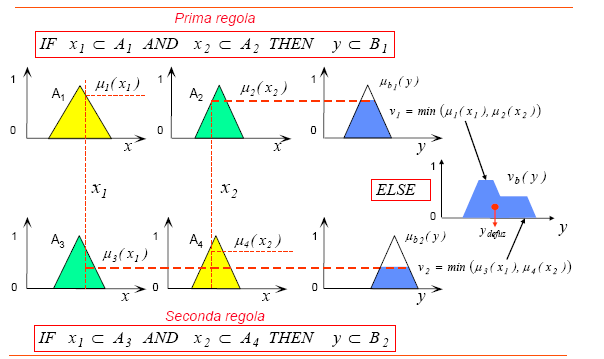 Prima regola
IF x₁ ⊂ A₁ AND x₂ ⊂ A₂ THEN y ⊂ B₁
1 A₁ μ₁(x₁) 0 x
1 A₂ μ₂(x₂) 0 x
1 μb₁(y) 0 y
v₁ = min (μ₁(x₁), μ₂(x₂))
x₁ x₂
ELSE
1 vb(y) 0 y
y defuz
1 A₃ μ₃(x₁) 0 x
1 A₄ μ₄(x₂) 0 x
1 μb₂(y) 0 y
v₂ = min (μ₃(x₁), μ₄(x₂))
Seconda regola
IF x₁ ⊂ A₃ AND x₂ ⊂ A₄ THEN y ⊂ B₂